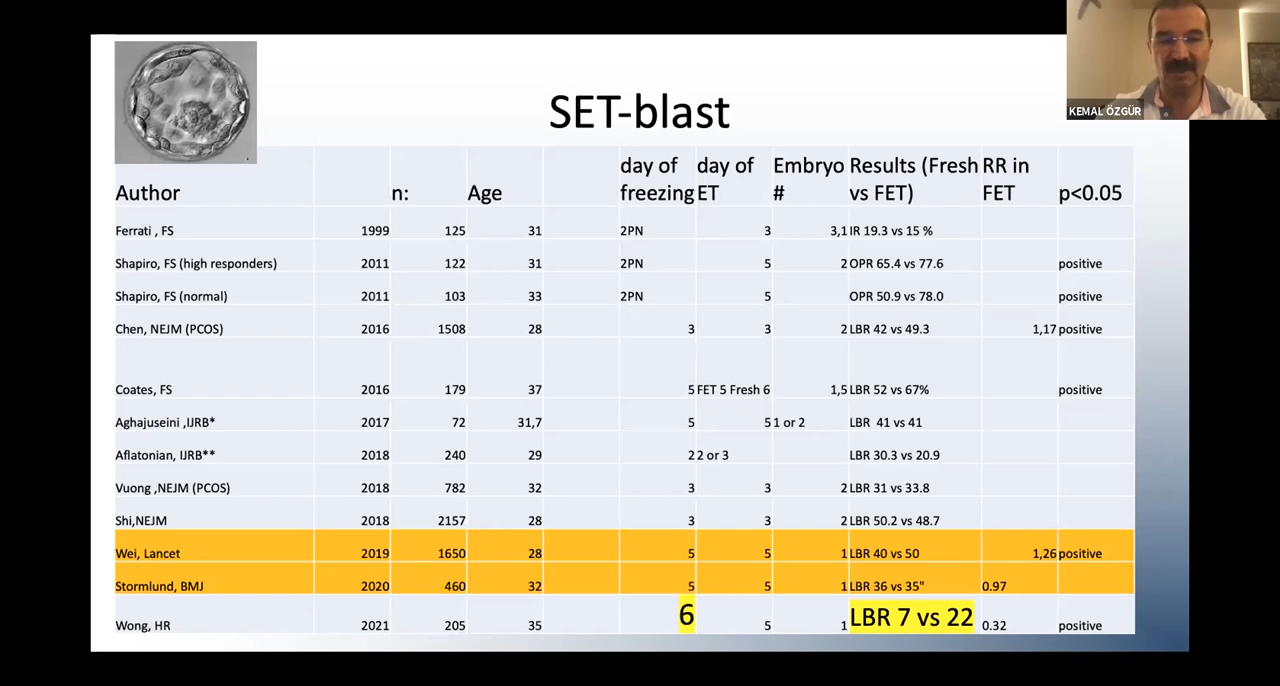 KEMAL ÖZGÜR
SET-blast
Author n: Age day of freezing day of ET Embryo # Results (Fresh vs FET) RR in FET p<0.05
Ferrati , FS 1999 125 31 2PN 3 3,1 IR 19.3 vs 15 %
Shapiro, FS (high responders) 2011 122 31 2PN 5 2 OPR 65.4 vs 77.6 positive
Shapiro, FS (normal) 2011 103 33 2PN 5 OPR 50.9 vs 78.0 positive
Chen, NEJM (PCOS) 2016 1508 28 3 3 2 LBR 42 vs 49.3 1,17 positive
Coates, FS 2016 179 37 5 FET 5 Fresh 6 1,5 LBR 52 vs 67% positive
Aghajuseini ,IJRB* 2017 72 31,7 5 5 1 or 2 LBR 41 vs 41
Aflatonian, IJRB** 2018 240 29 2 2 or 3 LBR 30.3 vs 20.9
Vuong ,NEJM (PCOS) 2018 782 32 3 3 2 LBR 31 vs 33.8
Shi,NEJM 2018 2157 28 3 3 2 LBR 50.2 vs 48.7
Wei, Lancet 2019 1650 28 5 5 1 LBR 40 vs 50 1,26 positive
Stormlund, BMJ 2020 460 32 5 5 1 LBR 36 vs 35" 0.97
Wong, HR 2021 205 35 6 5 1 LBR 7 vs 22 0.32 positive